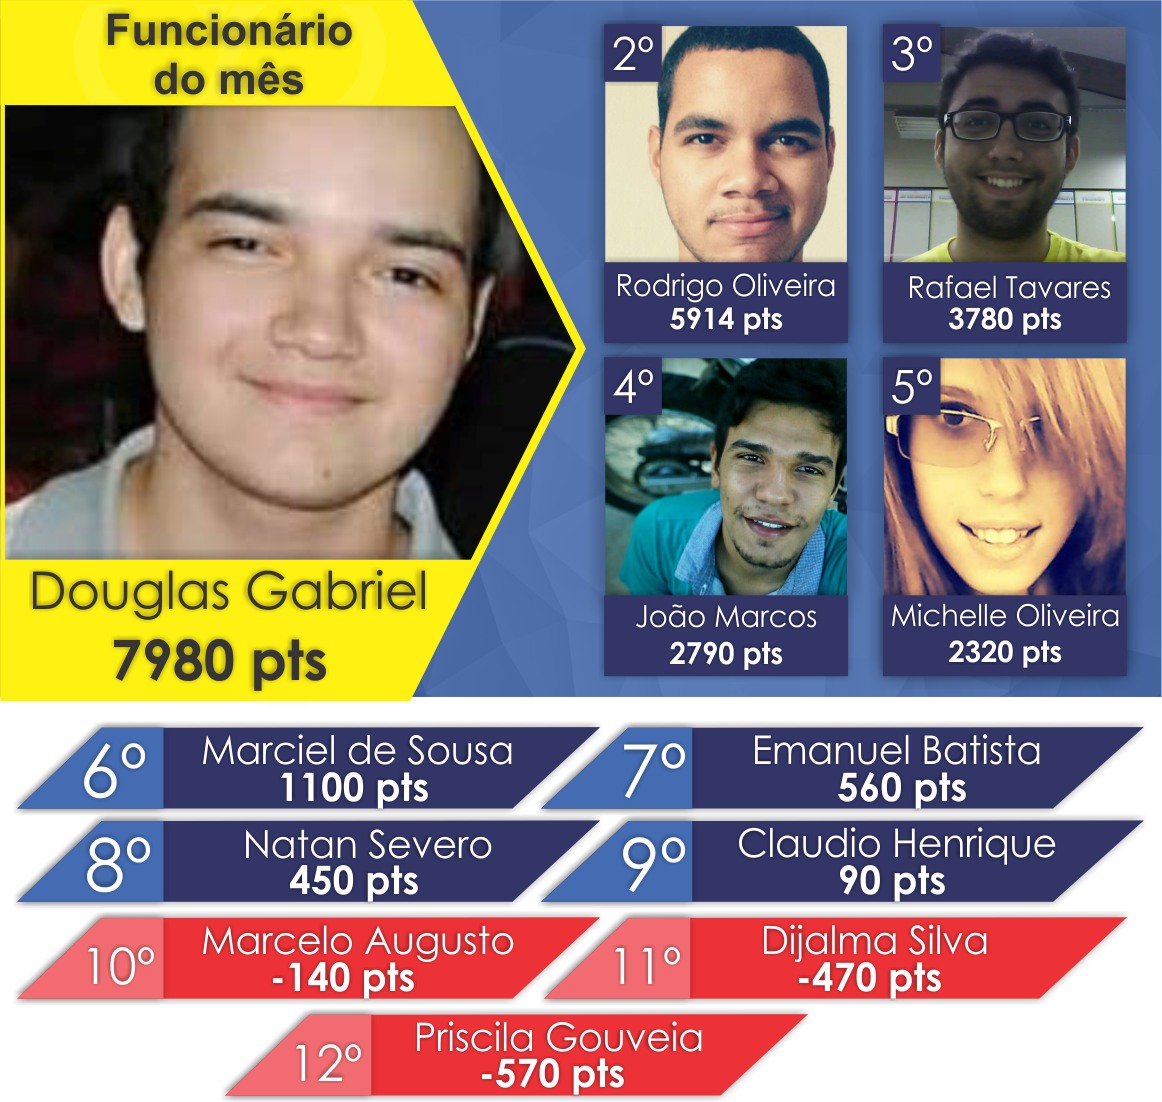 Funcionário
do mês
Douglas Gabriel
7980 pts
2º
Rodrigo Oliveira
5914 pts
3º
Rafael Tavares
3780 pts
4º
João Marcos
2790 pts
5º
Michelle Oliveira
2320 pts
6º
Marciel de Sousa
1100 pts
7º
Emanuel Batista
560 pts
8º
Natan Severo
450 pts
9º
Claudio Henrique
90 pts
10º
Marcelo Augusto
-140 pts
11º
Dijalma Silva
-470 pts
12º
Priscila Gouveia
-570 pts